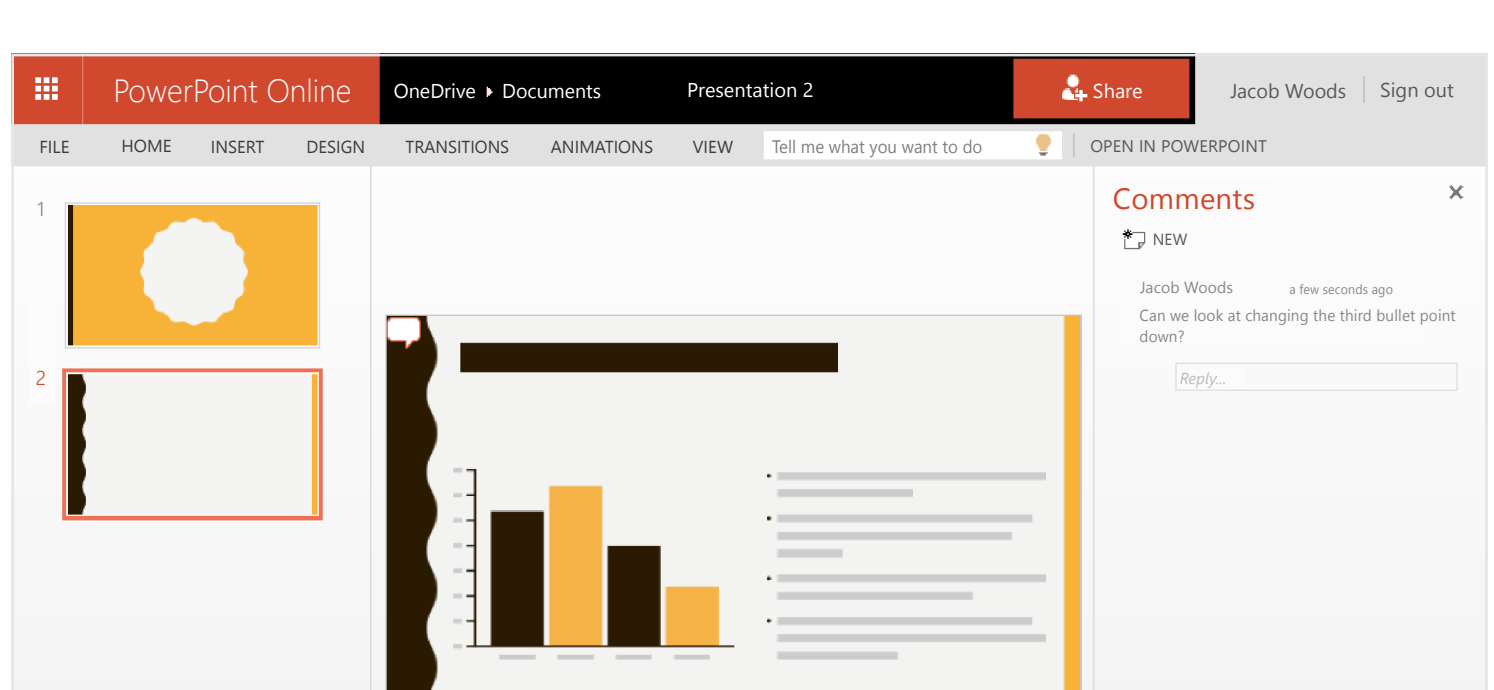 PowerPoint Online
OneDrive ▸ Documents
Presentation 2
Share
Jacob Woods
Sign out
FILE HOME INSERT DESIGN TRANSITIONS ANIMATIONS VIEW Tell me what you want to do OPEN IN POWERPOINT
1
2
Comments
NEW
Jacob Woods a few seconds ago
Can we look at changing the third bullet point
down?
Reply...